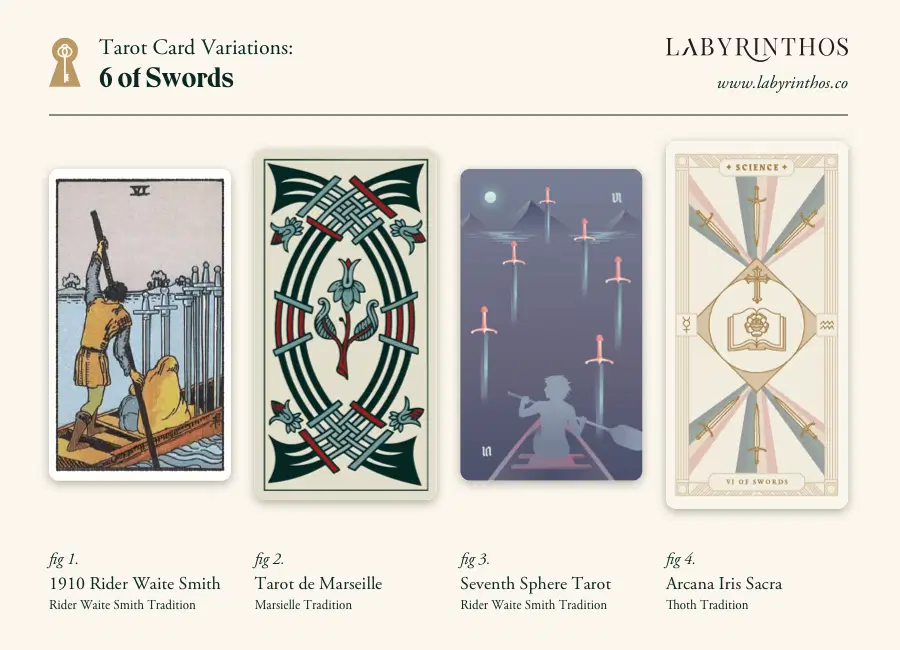 Tarot Card Variations:
6 of Swords
LABYRINTHOS
www.labyrinthos.co
VI
VI
VI
SCIENCE
VI OF SWORDS
fig 1.
1910 Rider Waite Smith
Rider Waite Smith Tradition
fig 2.
Tarot de Marseille
Marsielle Tradition
fig 3.
Seventh Sphere Tarot
Rider Waite Smith Tradition
fig 4.
Arcana Iris Sacra
Thoth Tradition